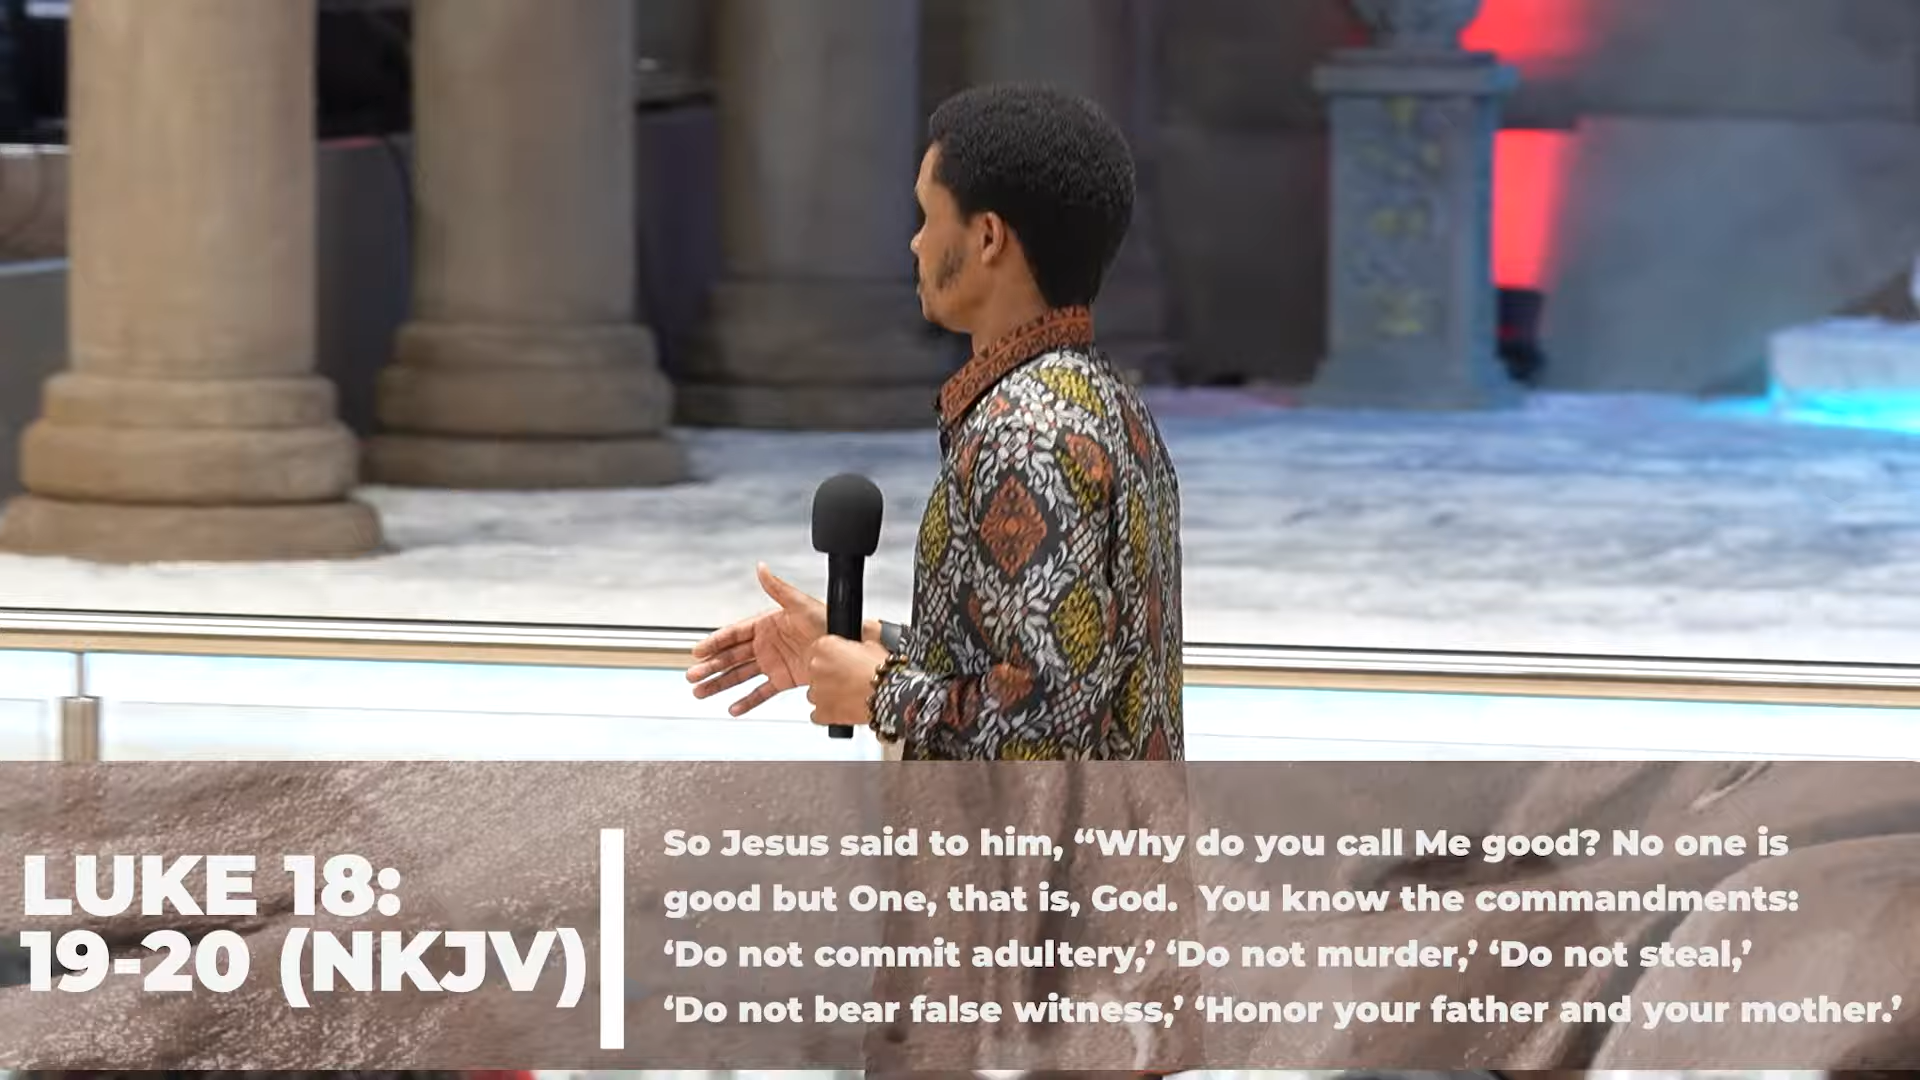 LUKE 18:
19-20 (NKJV)
So Jesus said to him, “Why do you call Me good? No one is
good but One, that is, God.  You know the commandments:
‘Do not commit adultery,’ ‘Do not murder,’ ‘Do not steal,’
‘Do not bear false witness,’ ‘Honor your father and your mother.’